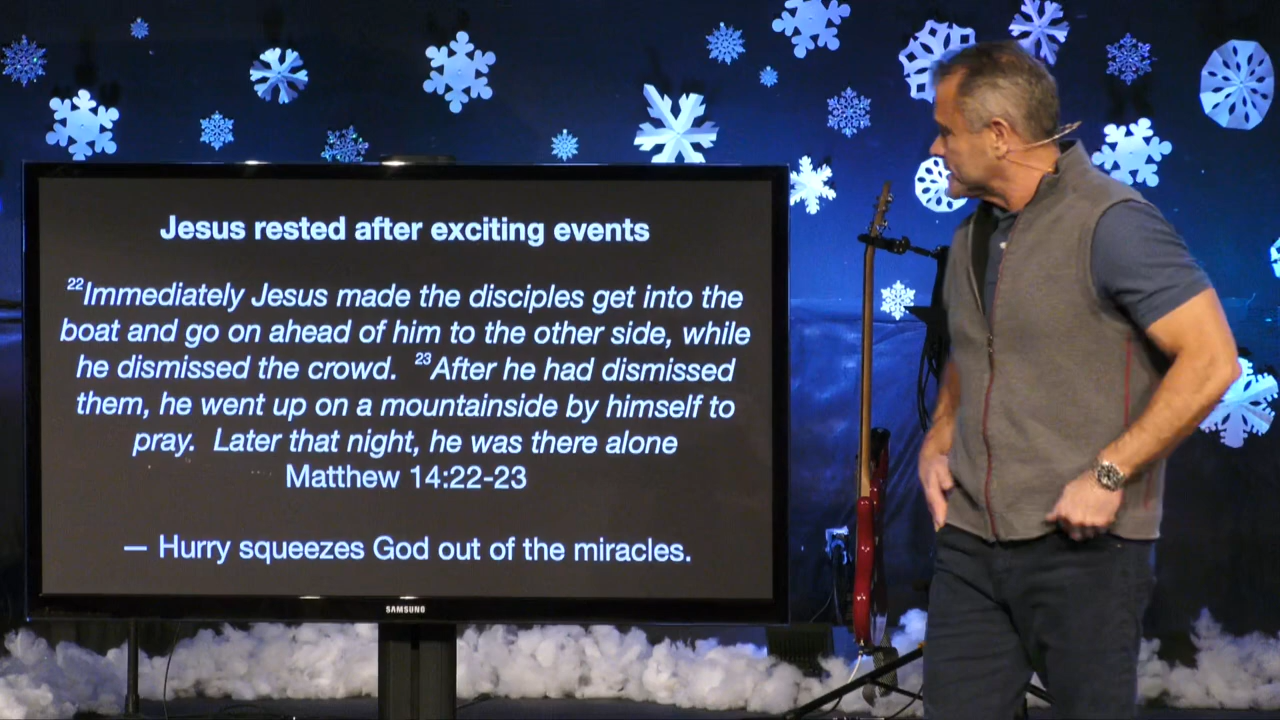 Jesus rested after exciting events
22Immediately Jesus made the disciples get into the
boat and go on ahead of him to the other side, while
he dismissed the crowd. 23After he had dismissed
them, he went up on a mountainside by himself to
pray. Later that night, he was there alone
Matthew 14:22-23
– Hurry squeezes God out of the miracles.
SAMSUNG